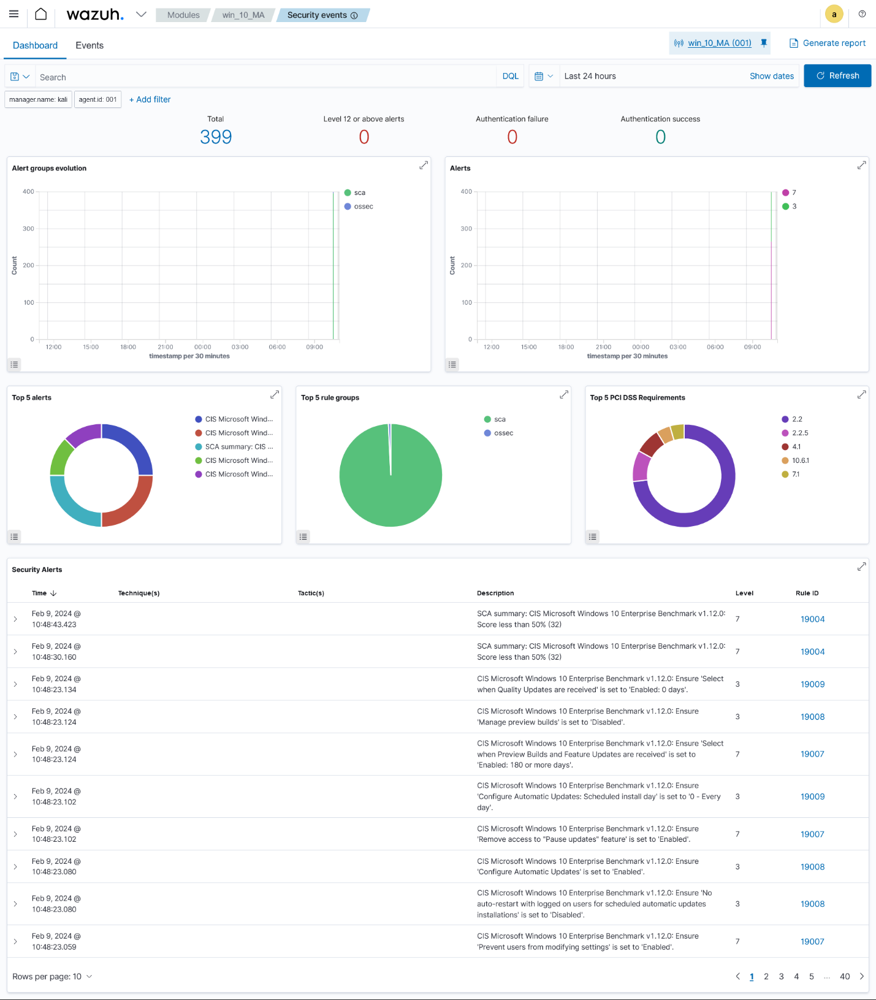 wazuh.
Modules
win_10_MA
Security events
a
Dashboard
Events
win_10_MA (001)
Generate report
Search
DQL
Last 24 hours
Show dates
Refresh
manager.name: kali
agent.id: 001
+ Add filter
Total
399
Level 12 or above alerts
0
Authentication failure
0
Authentication success
0
Alert groups evolution
400
300
200
100
0
Count
12:00
15:00
18:00
21:00
00:00
03:00
06:00
09:00
timestamp per 30 minutes
sca
ossec
Alerts
400
300
200
100
0
Count
12:00
15:00
18:00
21:00
00:00
03:00
06:00
09:00
timestamp per 30 minutes
7
3
Top 5 alerts
CIS Microsoft Wind...
CIS Microsoft Wind...
SCA summary: CIS ...
CIS Microsoft Wind...
CIS Microsoft Wind...
Top 5 rule groups
sca
ossec
Top 5 PCI DSS Requirements
2.2
2.2.5
4.1
10.6.1
7.1
Security Alerts
Time
Technique(s)
Tactic(s)
Description
Level
Rule ID
Feb 9, 2024 @
10:48:43.423
SCA summary: CIS Microsoft Windows 10 Enterprise Benchmark v1.12.0:
Score less than 50% (32)
7
19004
Feb 9, 2024 @
10:48:30.160
SCA summary: CIS Microsoft Windows 10 Enterprise Benchmark v1.12.0:
Score less than 50% (32)
7
19004
Feb 9, 2024 @
10:48:23.134
CIS Microsoft Windows 10 Enterprise Benchmark v1.12.0: Ensure 'Select
when Quality Updates are received' is set to 'Enabled: 0 days'.
3
19009
Feb 9, 2024 @
10:48:23.124
CIS Microsoft Windows 10 Enterprise Benchmark v1.12.0: Ensure
'Manage preview builds' is set to 'Disabled'.
3
19008
Feb 9, 2024 @
10:48:23.124
CIS Microsoft Windows 10 Enterprise Benchmark v1.12.0: Ensure 'Select
when Preview Builds and Feature Updates are received' is set to
'Enabled: 180 or more days'.
7
19007
Feb 9, 2024 @
10:48:23.102
CIS Microsoft Windows 10 Enterprise Benchmark v1.12.0: Ensure
'Configure Automatic Updates: Scheduled install day' is set to '0 - Every
day'.
3
19009
Feb 9, 2024 @
10:48:23.102
CIS Microsoft Windows 10 Enterprise Benchmark v1.12.0: Ensure
'Remove access to "Pause updates" feature' is set to 'Enabled'.
7
19007
Feb 9, 2024 @
10:48:23.080
CIS Microsoft Windows 10 Enterprise Benchmark v1.12.0: Ensure
'Configure Automatic Updates' is set to 'Enabled'.
3
19008
Feb 9, 2024 @
10:48:23.080
CIS Microsoft Windows 10 Enterprise Benchmark v1.12.0: Ensure 'No
auto-restart with logged on users for scheduled automatic updates
installations' is set to 'Disabled'.
3
19008
Feb 9, 2024 @
10:48:23.059
CIS Microsoft Windows 10 Enterprise Benchmark v1.12.0: Ensure
'Prevent users from modifying settings' is set to 'Enabled'.
7
19007
Rows per page: 10
1 2 3 4 5 ... 40